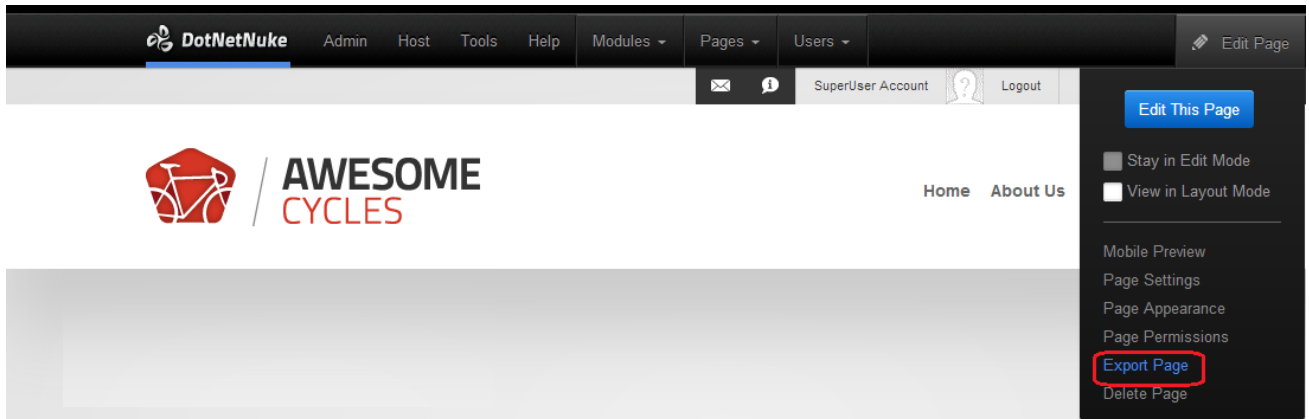 DotNetNuke Admin Host Tools Help Modules Pages Users Edit Page
SuperUser Account ? Logout
Edit This Page
Stay in Edit Mode
View in Layout Mode
AWESOME
CYCLES
Home About Us
Mobile Preview
Page Settings
Page Appearance
Page Permissions
Export Page
Delete Page